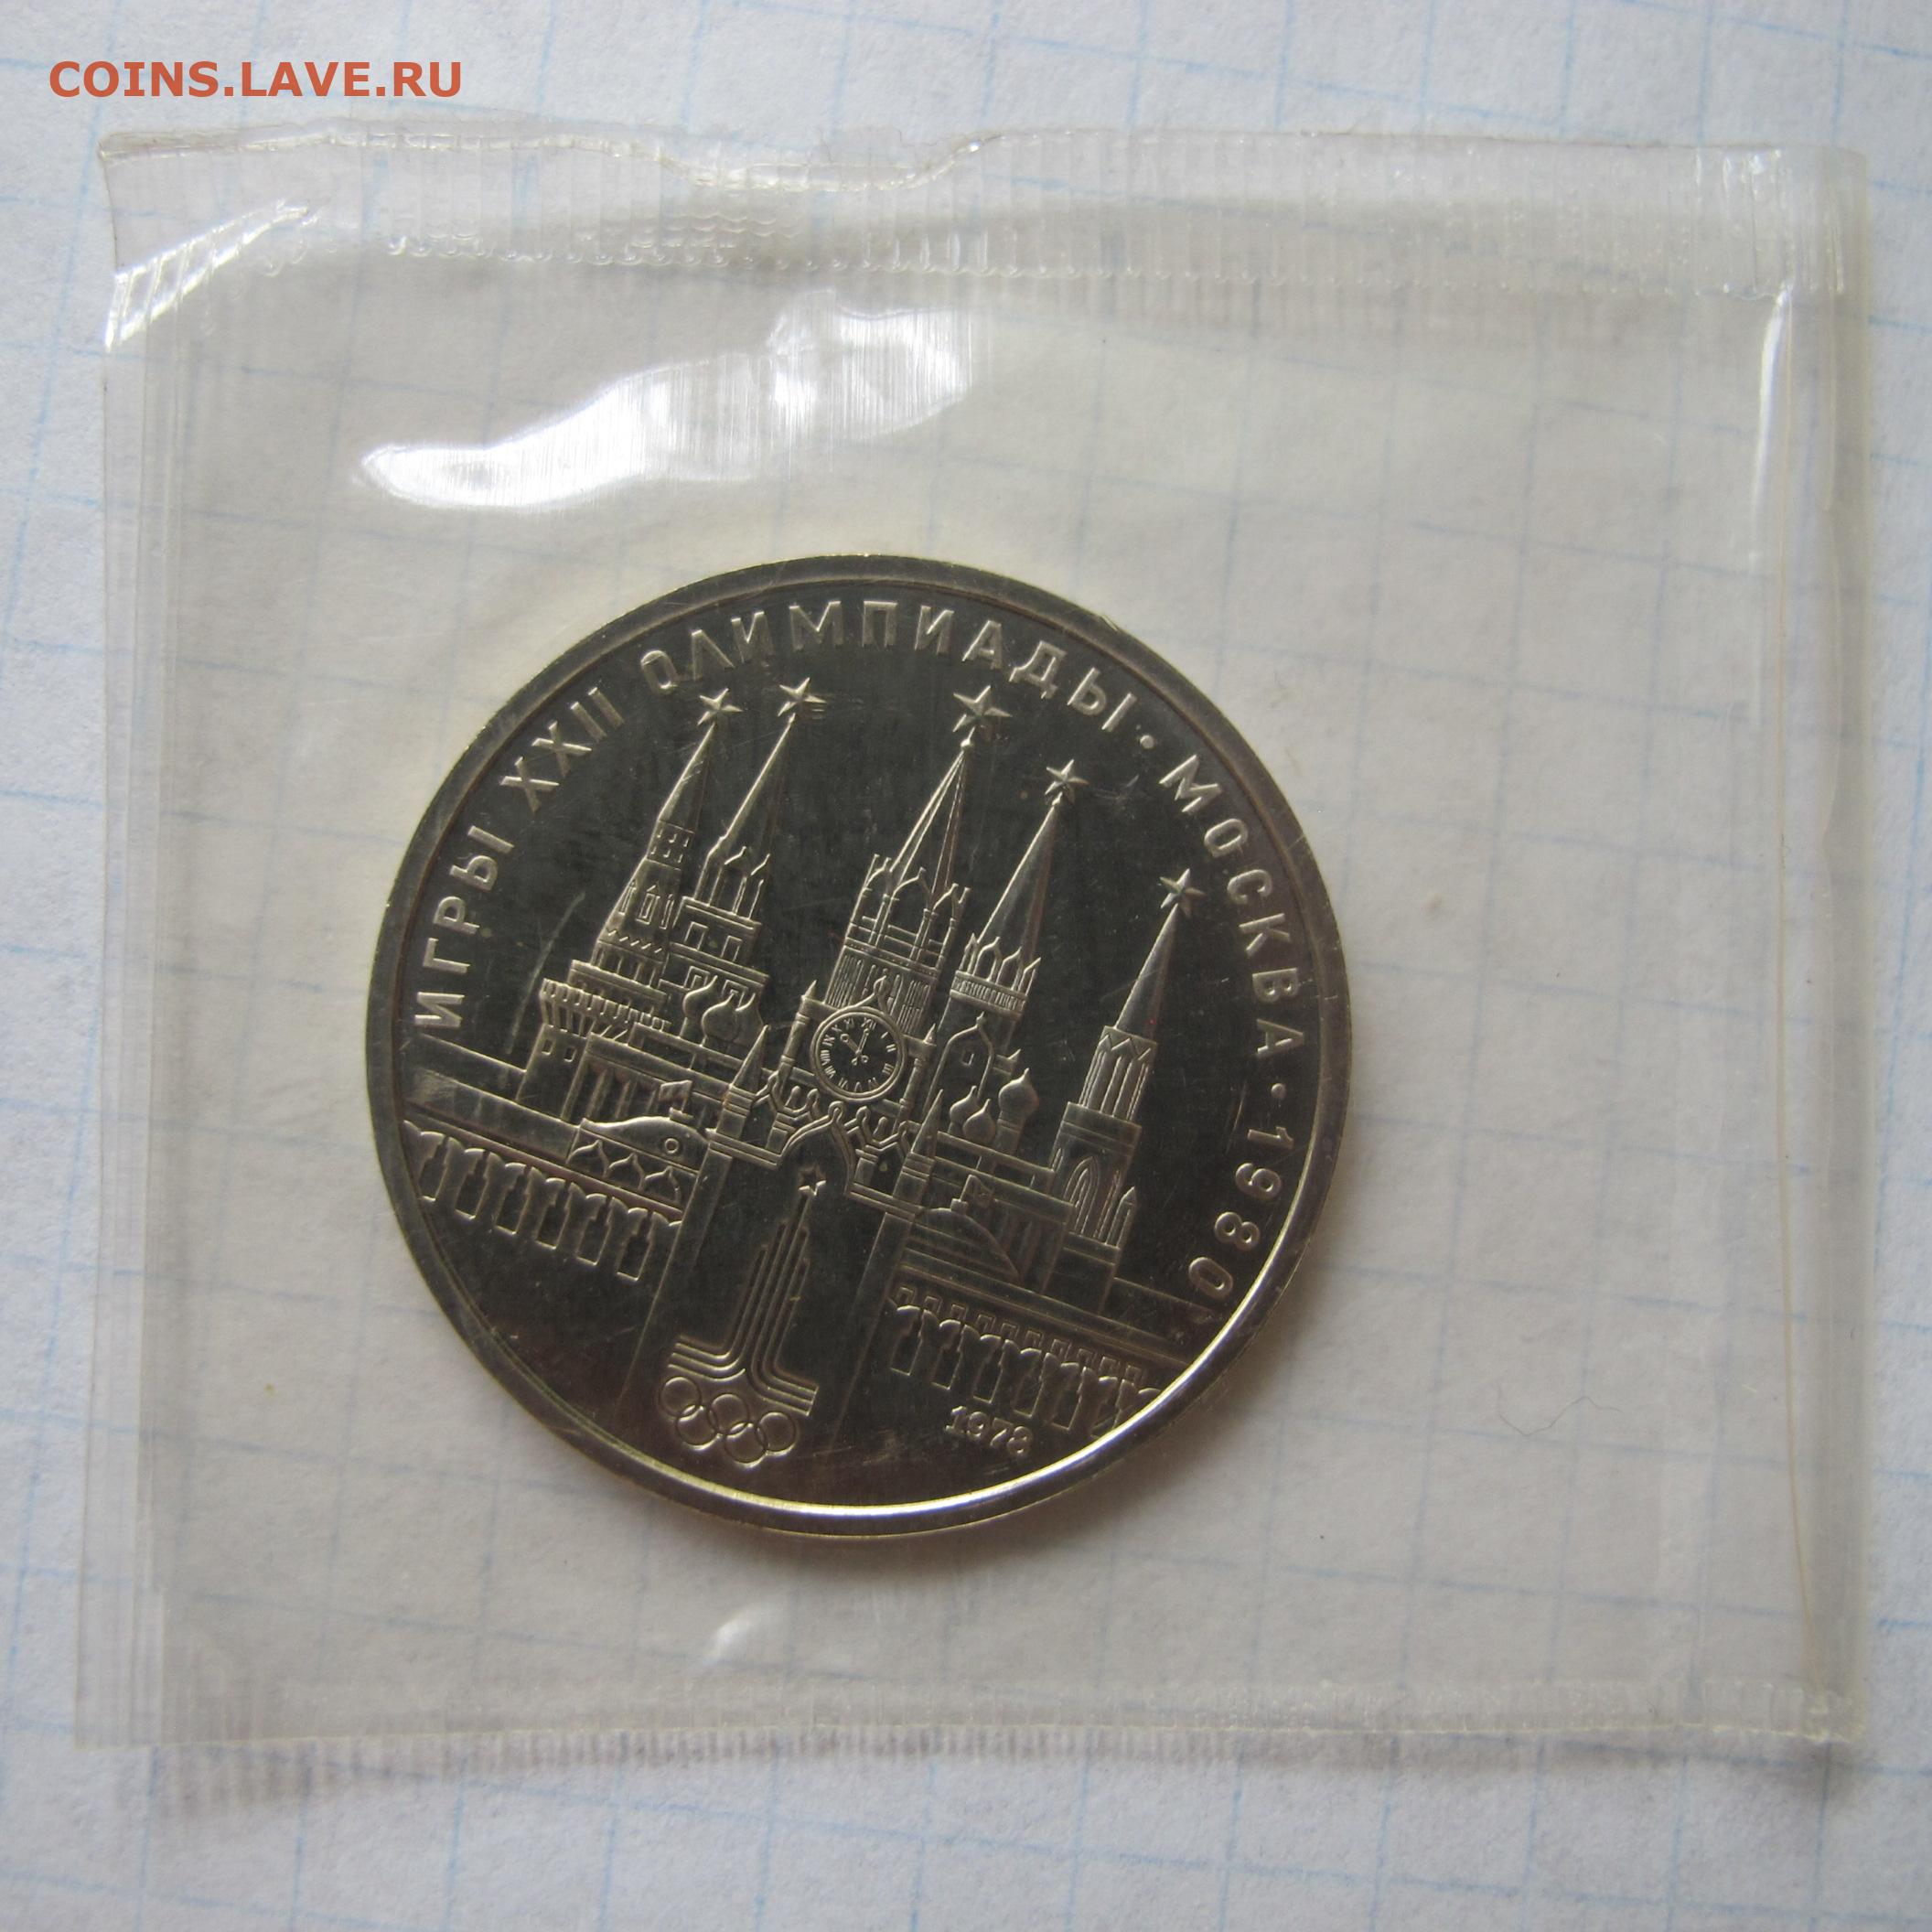 COINS.LAVE.RU
ИГРЫ XXII ОЛИМПИАДЫ · МОСКВА · 1980
1978